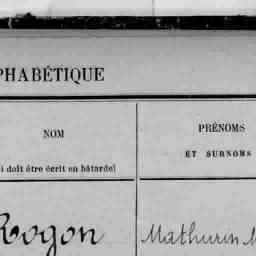 PHABÉTIQUE
NOM
PRÉNOMS
ET SURNOMS
i doit être écrit en bâtarde)
Rogon
Mathurin M